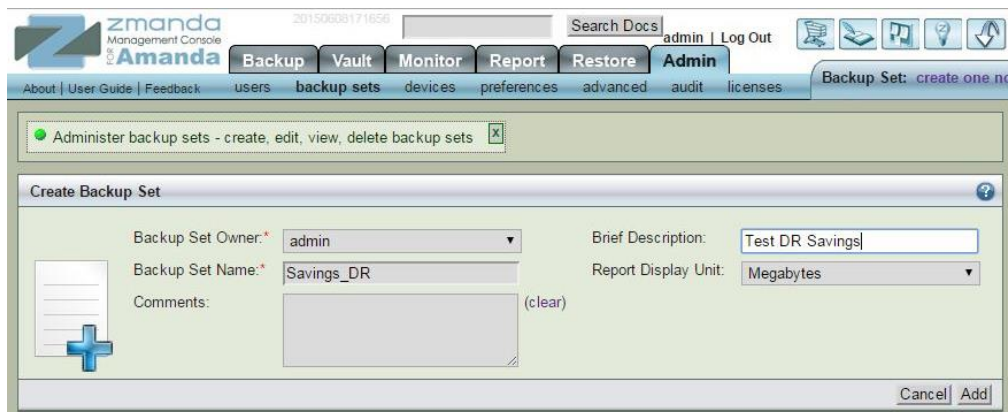 zmanda
Management Console
FOR Amanda
20150608171656
Search Docs
admin | Log Out
Backup Vault Monitor Report Restore Admin
About | User Guide | Feedback
users backup sets devices preferences advanced audit licenses
Backup Set: create one
Administer backup sets - create, edit, view, delete backup sets x
Create Backup Set
?
Backup Set Owner:* admin
Brief Description: Test DR Savings
Backup Set Name:* Savings_DR
Report Display Unit: Megabytes
Comments:
(clear)
Cancel Add